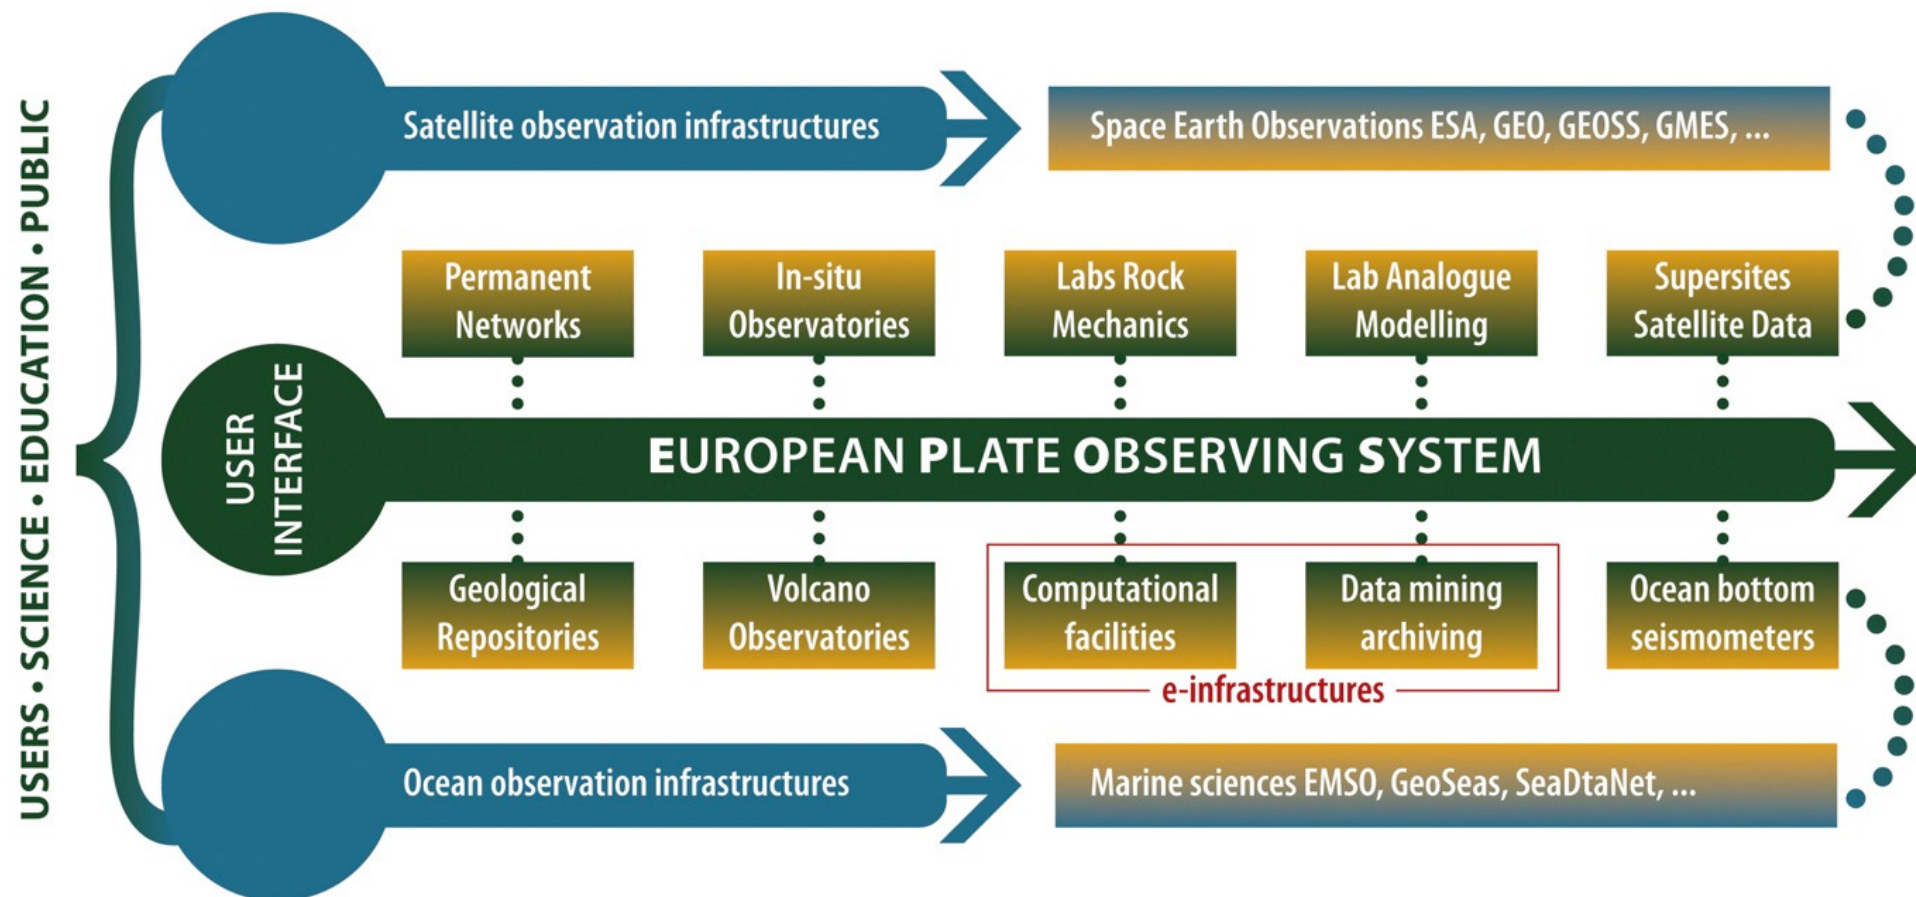 USERS • SCIENCE • EDUCATION • PUBLIC
Satellite observation infrastructures
Space Earth Observations ESA, GEO, GEOSS, GMES, ...
Permanent
Networks
In-situ
Observatories
Labs Rock
Mechanics
Lab Analogue
Modelling
Supersites
Satellite Data
USER
INTERFACE
EUROPEAN PLATE OBSERVING SYSTEM
Geological
Repositories
Volcano
Observatories
Computational
facilities
Data mining
archiving
Ocean bottom
seismometers
e-infrastructures
Ocean observation infrastructures
Marine sciences EMSO, GeoSeas, SeaDtaNet, ...